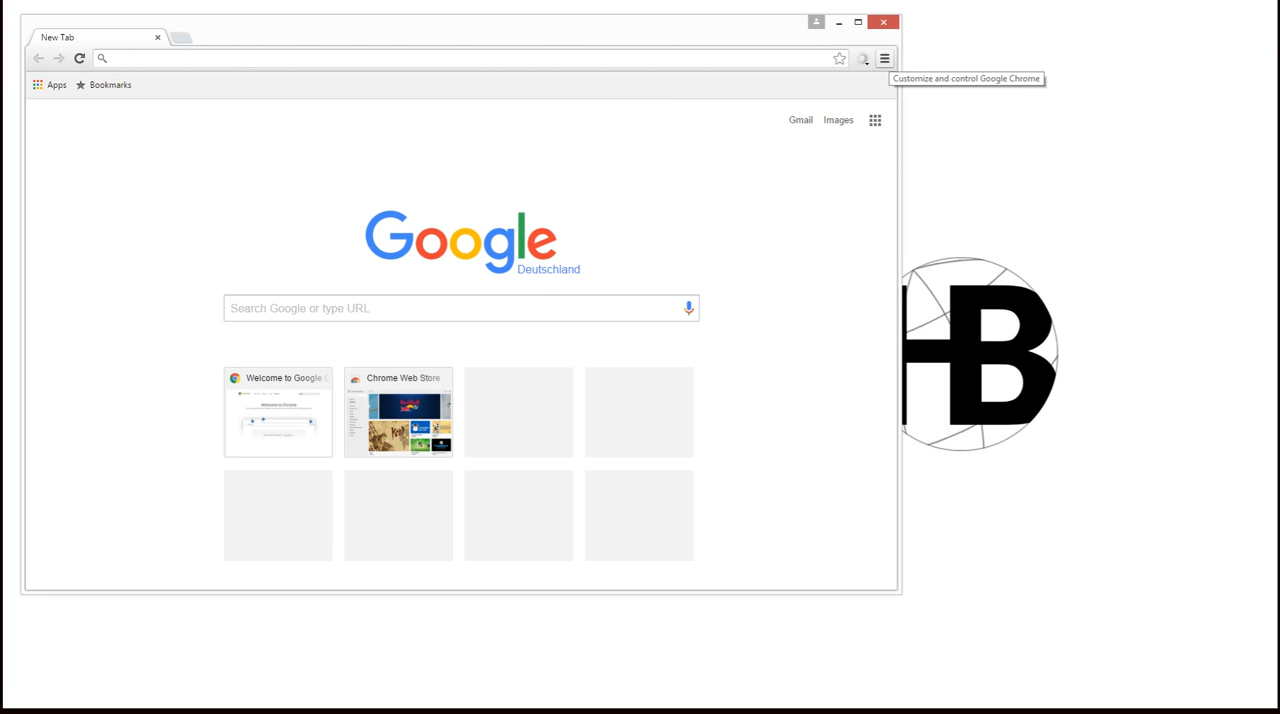 New Tab
Customize and control Google Chrome
Apps
Bookmarks
Gmail
Images
Google
Deutschland
Search Google or type URL
Welcome to Google C
Chrome Web Store
HB